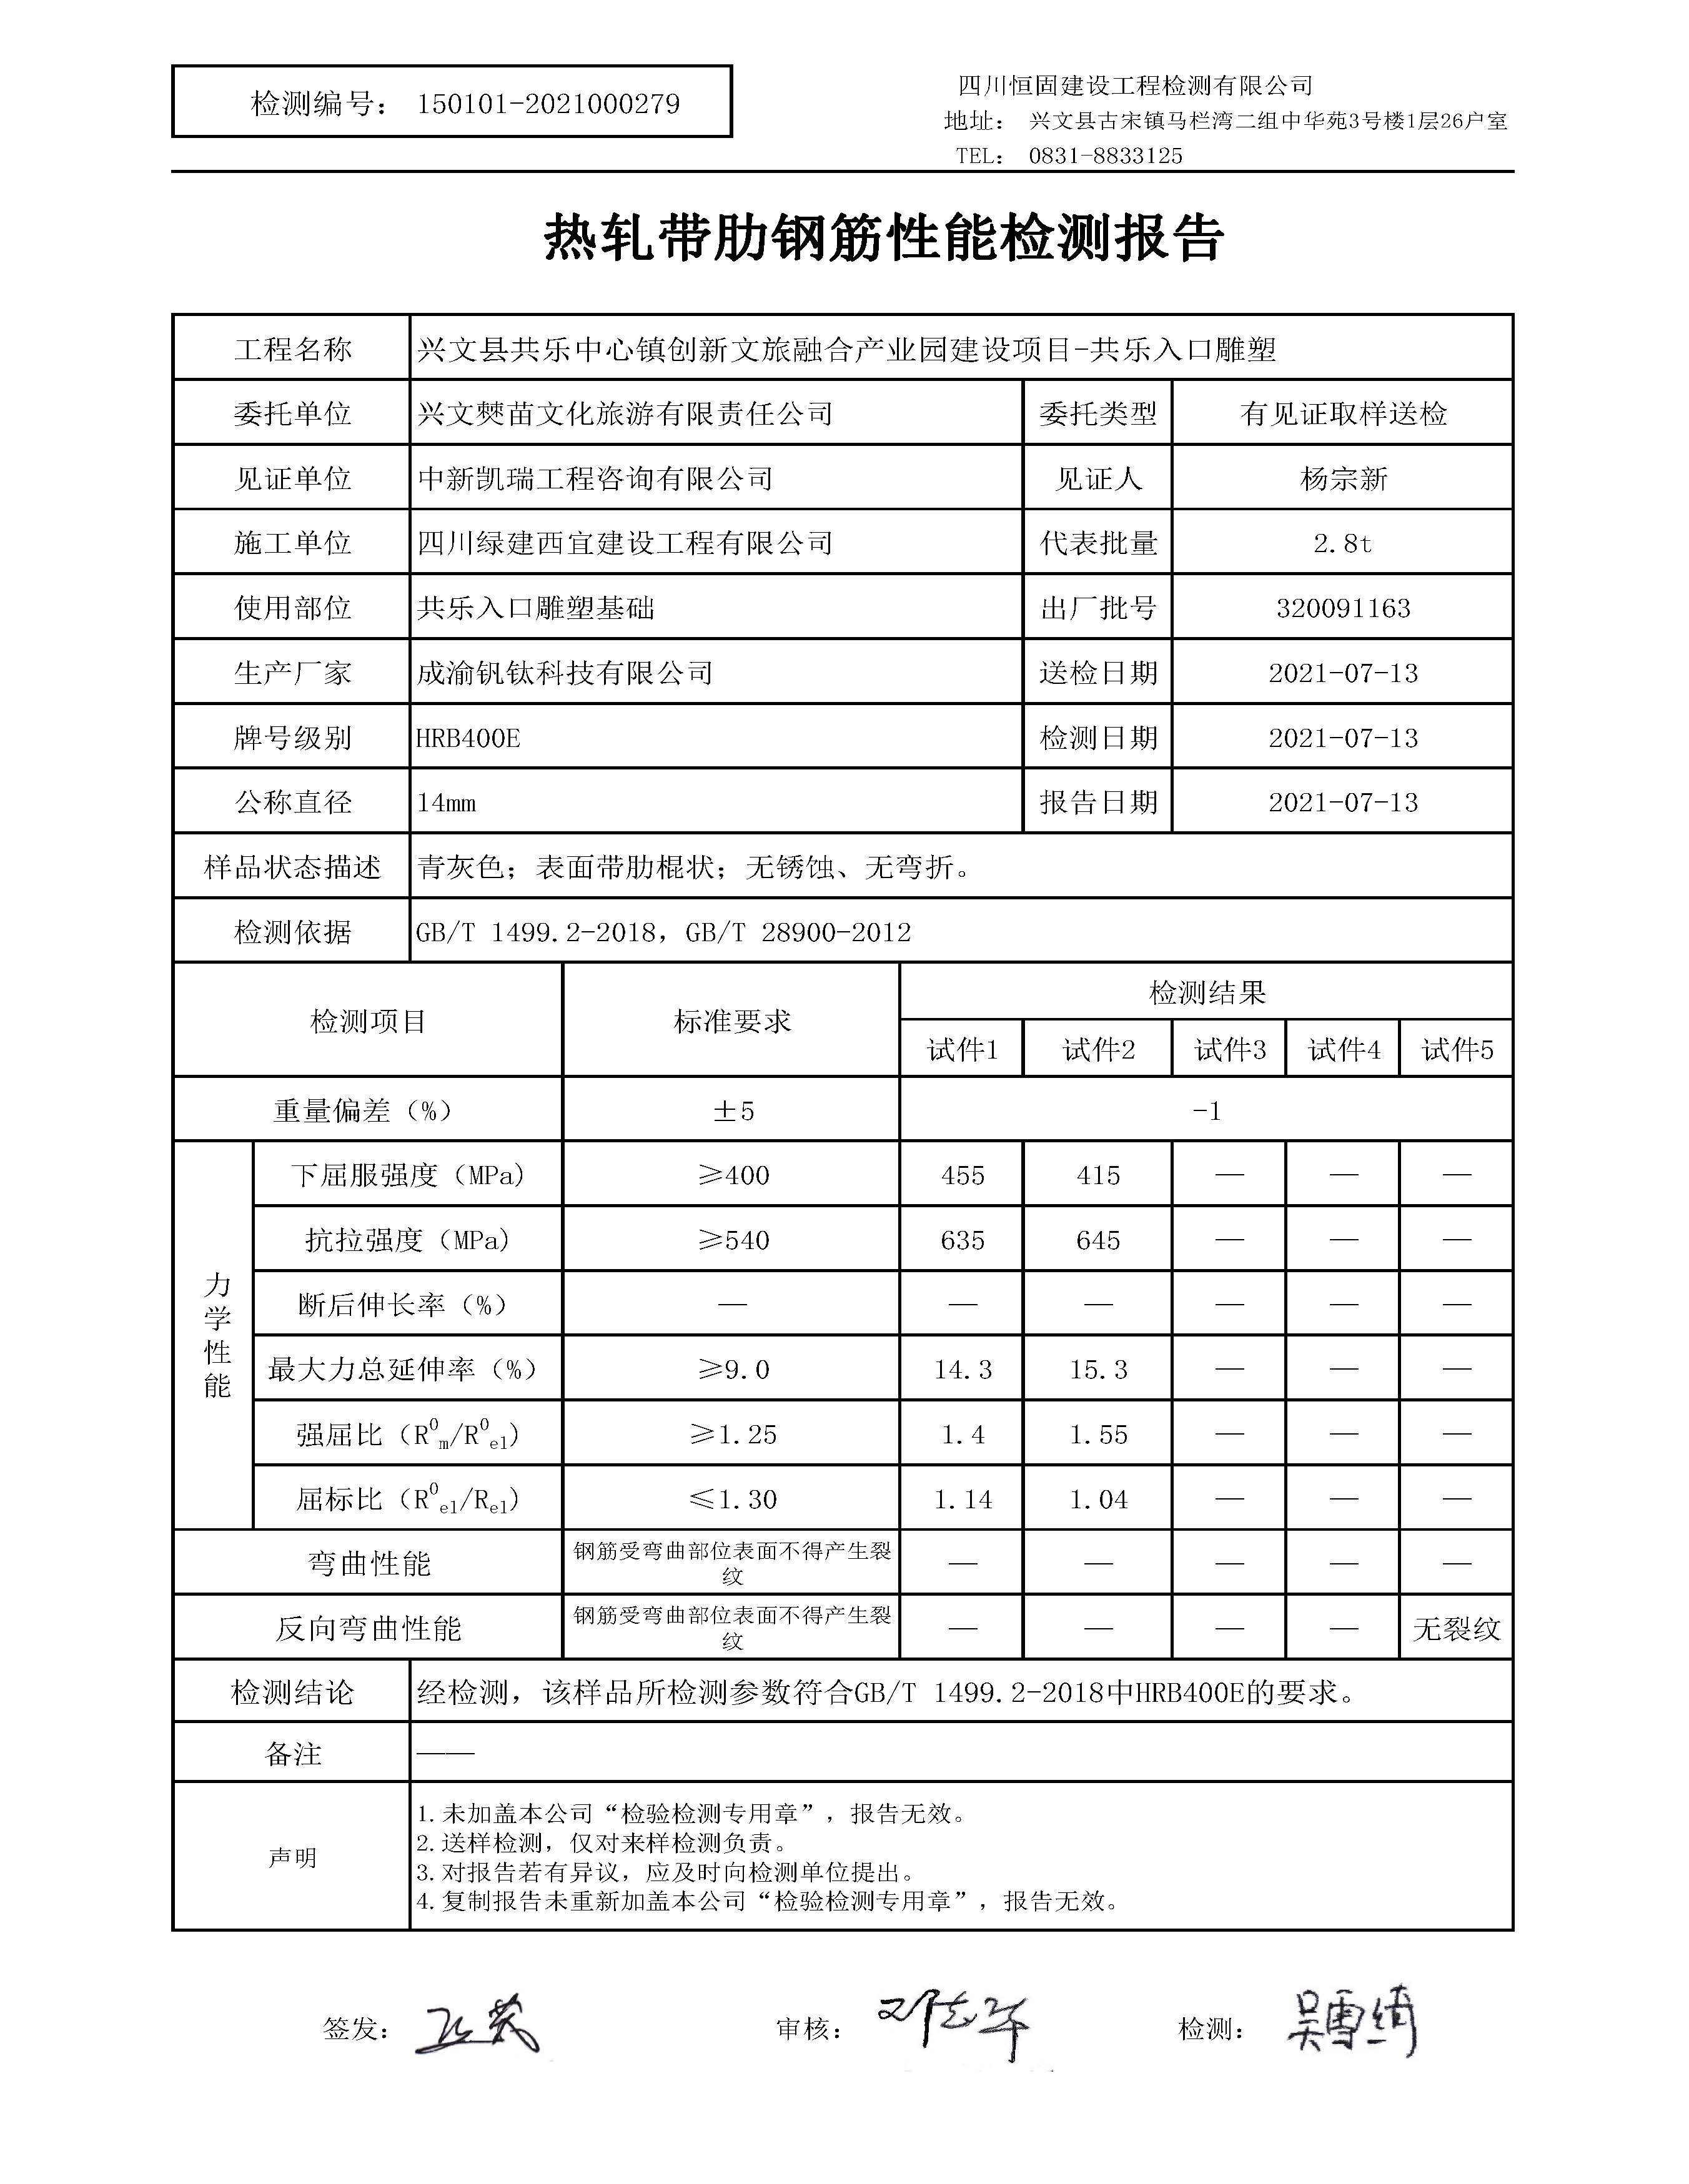 检测编号： 150101-2021000279
四川恒固建设工程检测有限公司
地址： 兴文县古宋镇马栏湾二组中华苑3号楼1层26户室
TEL： 0831-8833125
热轧带肋钢筋性能检测报告
工程名称 兴文县共乐中心镇创新文旅融合产业园建设项目-共乐入口雕塑
委托单位 兴文僰苗文化旅游有限责任公司 委托类型 有见证取样送检
见证单位 中新凯瑞工程咨询有限公司 见证人 杨宗新
施工单位 四川绿建西宜建设工程有限公司 代表批量 2.8t
使用部位 共乐入口雕塑基础 出厂批号 320091163
生产厂家 成渝钒钛科技有限公司 送检日期 2021-07-13
牌号级别 HRB400E 检测日期 2021-07-13
公称直径 14mm 报告日期 2021-07-13
样品状态描述 青灰色；表面带肋棍状；无锈蚀、无弯折。
检测依据 GB/T 1499.2-2018，GB/T 28900-2012
检测项目 标准要求 检测结果
试件1 试件2 试件3 试件4 试件5
重量偏差（%） ±5 -1
力学性能
下屈服强度（MPa） ≥400 455 415 — — —
抗拉强度（MPa） ≥540 635 645 — — —
断后伸长率（%） — — — — — —
最大力总延伸率（%） ≥9.0 14.3 15.3 — — —
强屈比（R⁰m/R⁰el） ≥1.25 1.4 1.55 — — —
屈标比（R⁰el/Rel） ≤1.30 1.14 1.04 — — —
弯曲性能 钢筋受弯曲部位表面不得产生裂纹 — — — — —
反向弯曲性能 钢筋受弯曲部位表面不得产生裂纹 — — — — 无裂纹
检测结论 经检测，该样品所检测参数符合GB/T 1499.2-2018中HRB400E的要求。
备注 ——
声明
1.未加盖本公司“检验检测专用章”，报告无效。
2.送样检测，仅对来样检测负责。
3.对报告若有异议，应及时向检测单位提出。
4.复制报告未重新加盖本公司“检验检测专用章”，报告无效。
签发： 审核： 邓志华 检测： 吴雪绮